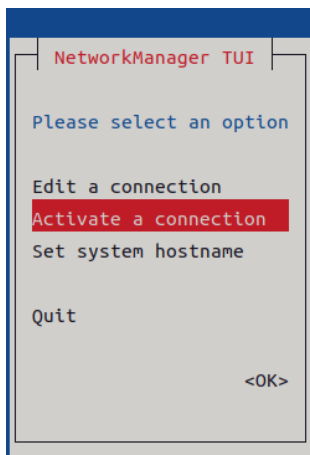 NetworkManager TUI
Please select an option
Edit a connection
Activate a connection
Set system hostname
Quit
<OK>